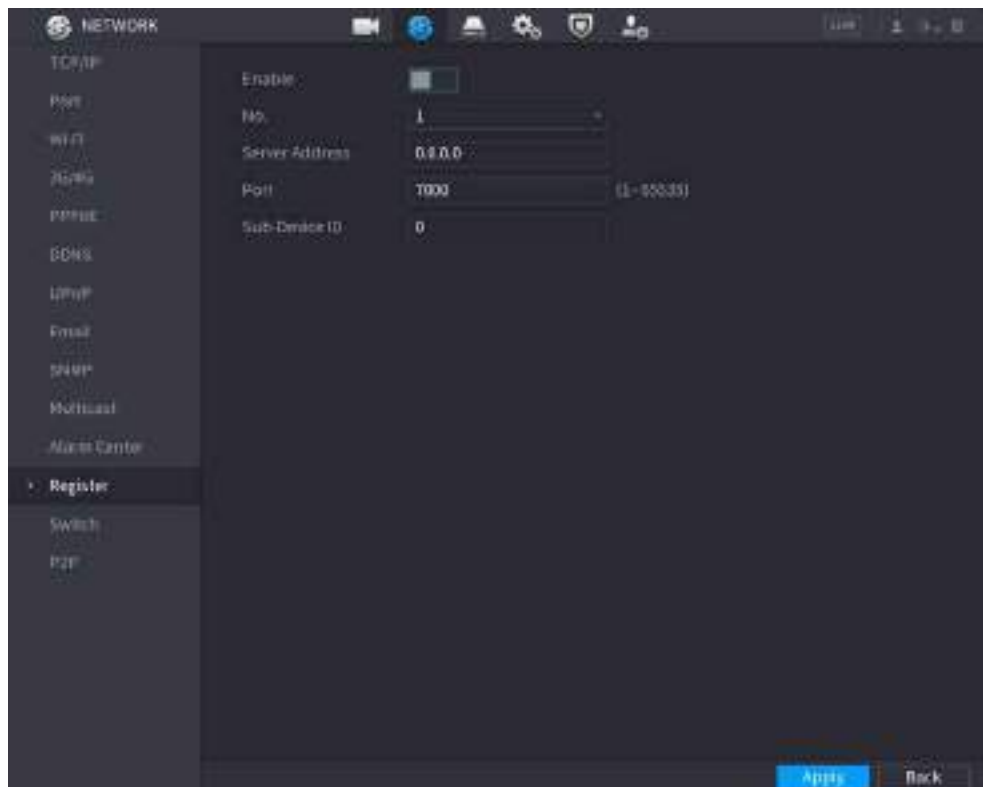 NETWORK
LIVE
TCP/IP
Port
Wi-Fi
3G/4G
PPPoE
DDNS
UPnP
Email
SNMP
Multicast
Alarm Center
Register
Switch
P2P
Enable
No. 1
Server Address 0.0.0.0
Port 7000 (1~65535)
Sub-Device ID 0
Apply Back